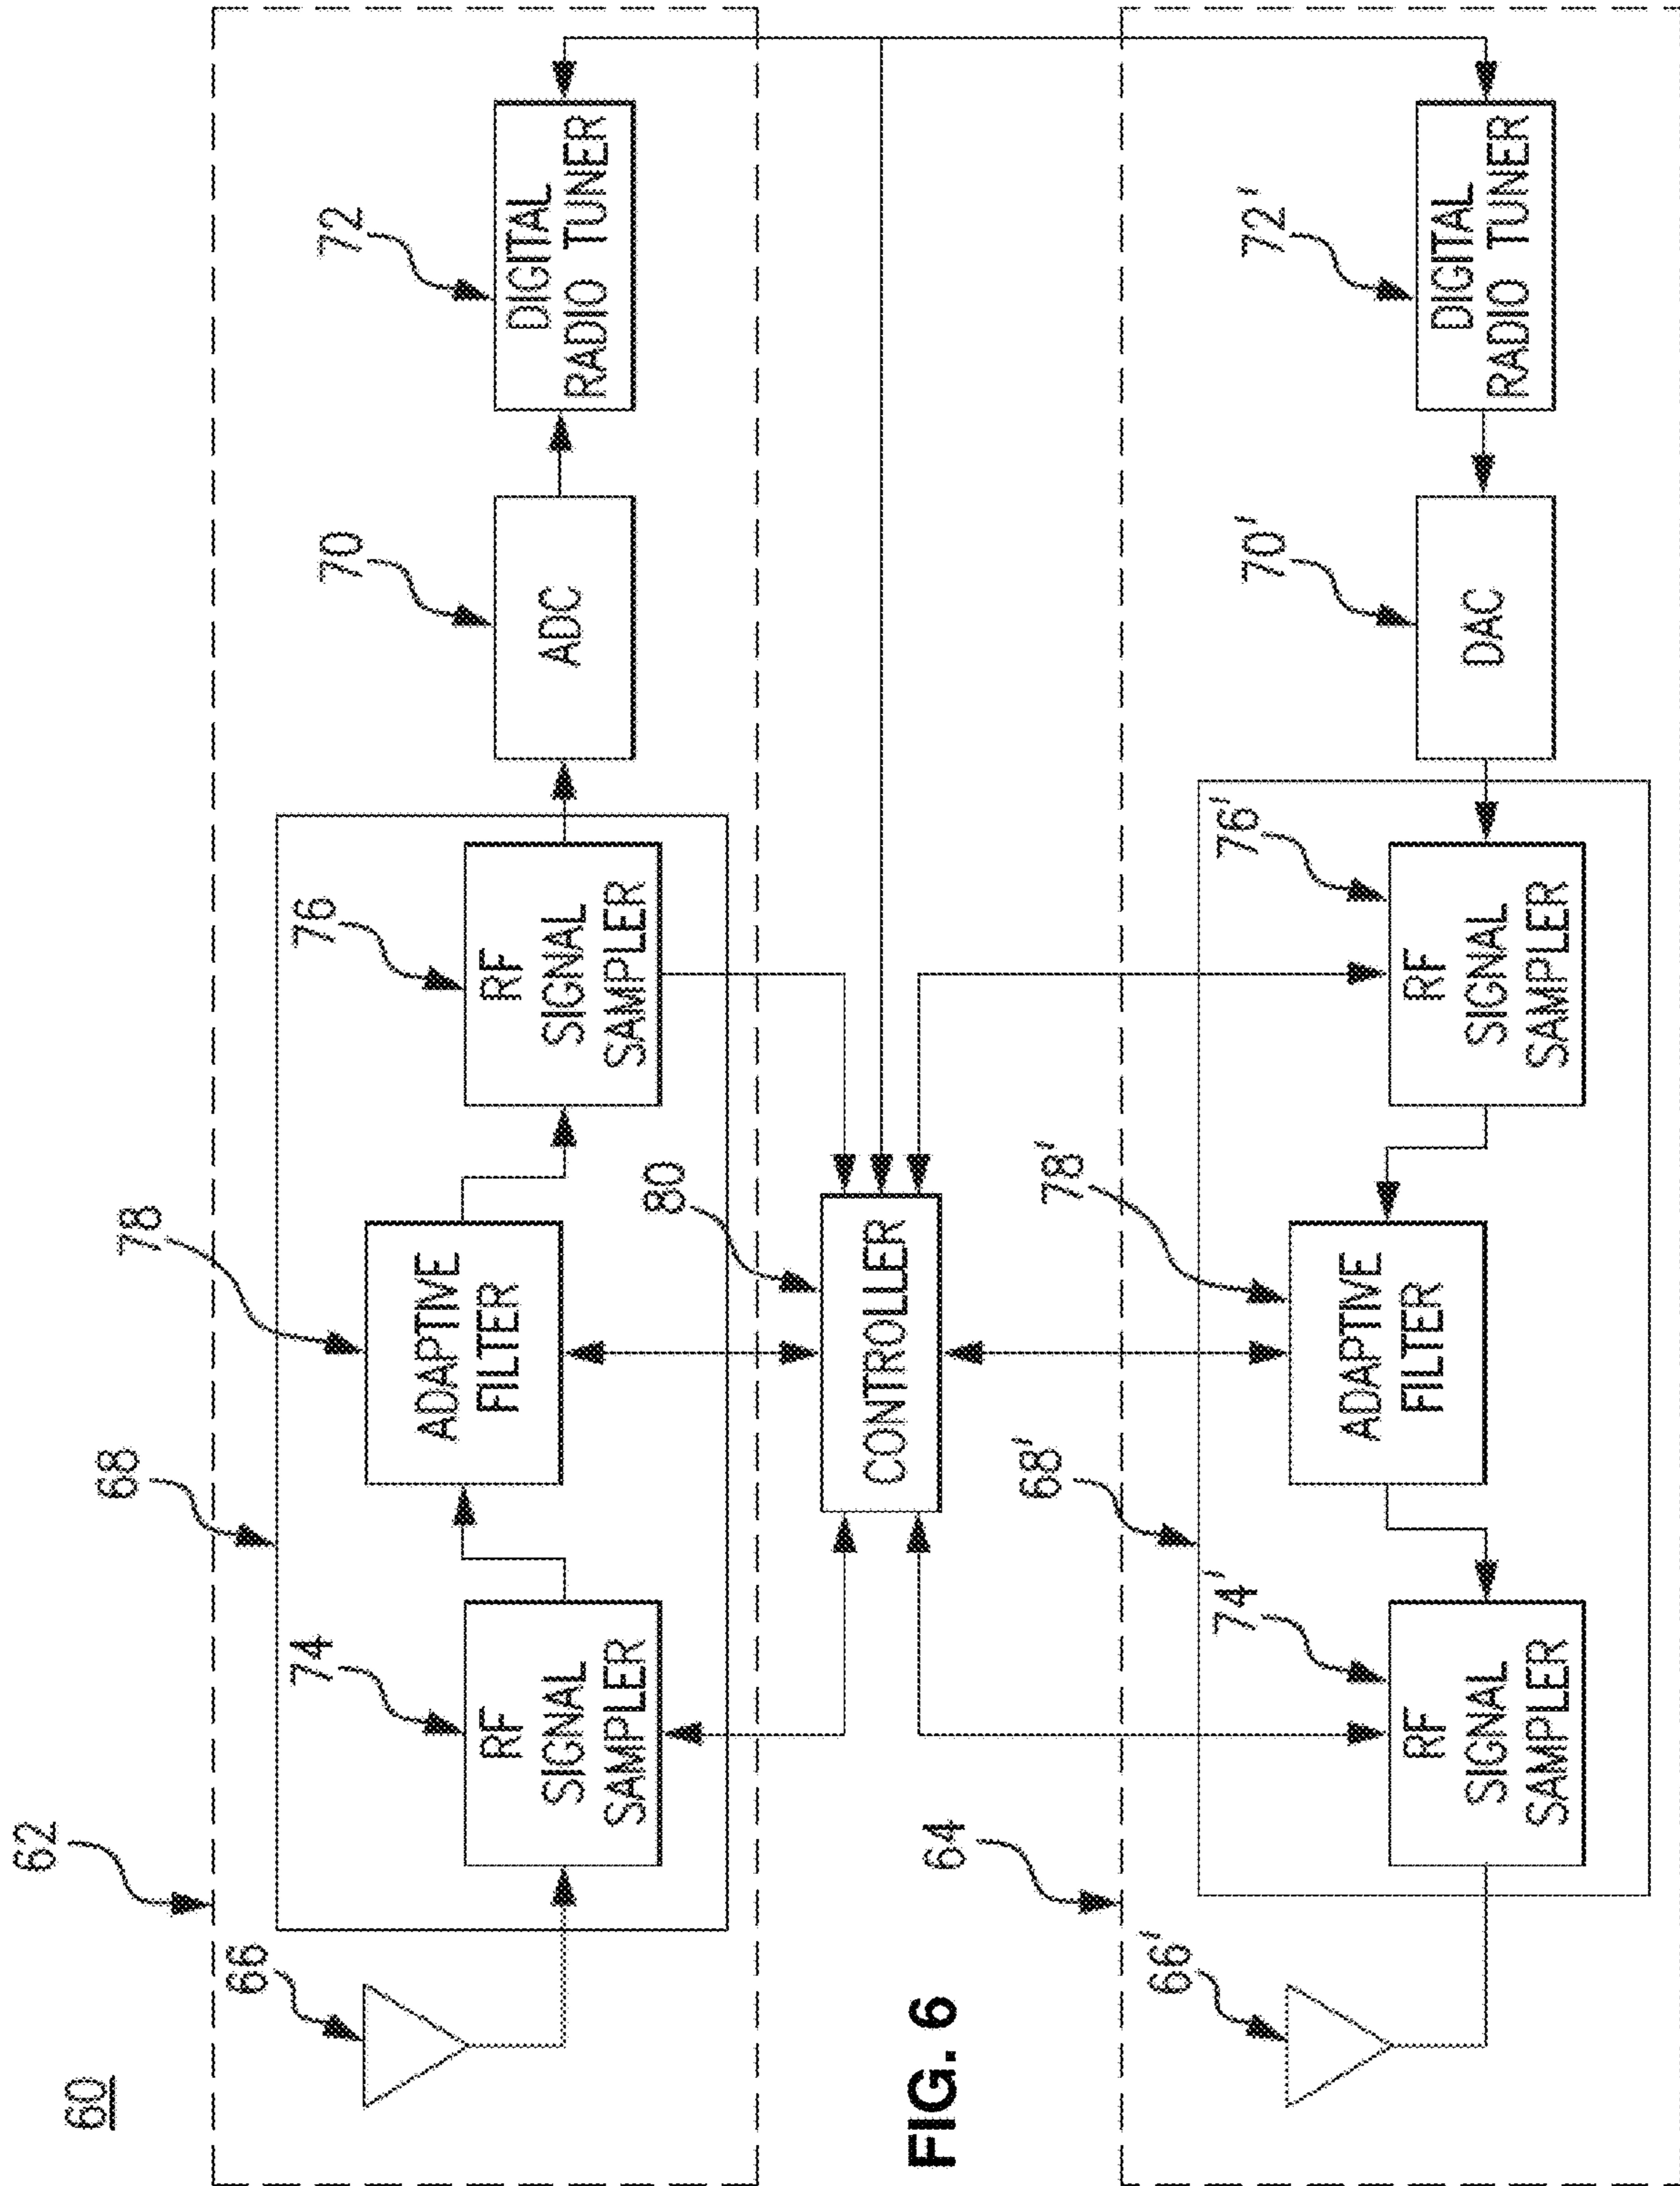 60
62
66
68
74
RF
SIGNAL
SAMPLER
78
ADAPTIVE
FILTER
76
RF
SIGNAL
SAMPLER
70
ADC
72
DIGITAL
RADIO TUNER
80
CONTROLLER
FIG. 6
64
66'
68'
74'
RF
SIGNAL
SAMPLER
78'
ADAPTIVE
FILTER
76'
RF
SIGNAL
SAMPLER
70'
DAC
72'
DIGITAL
RADIO TUNER